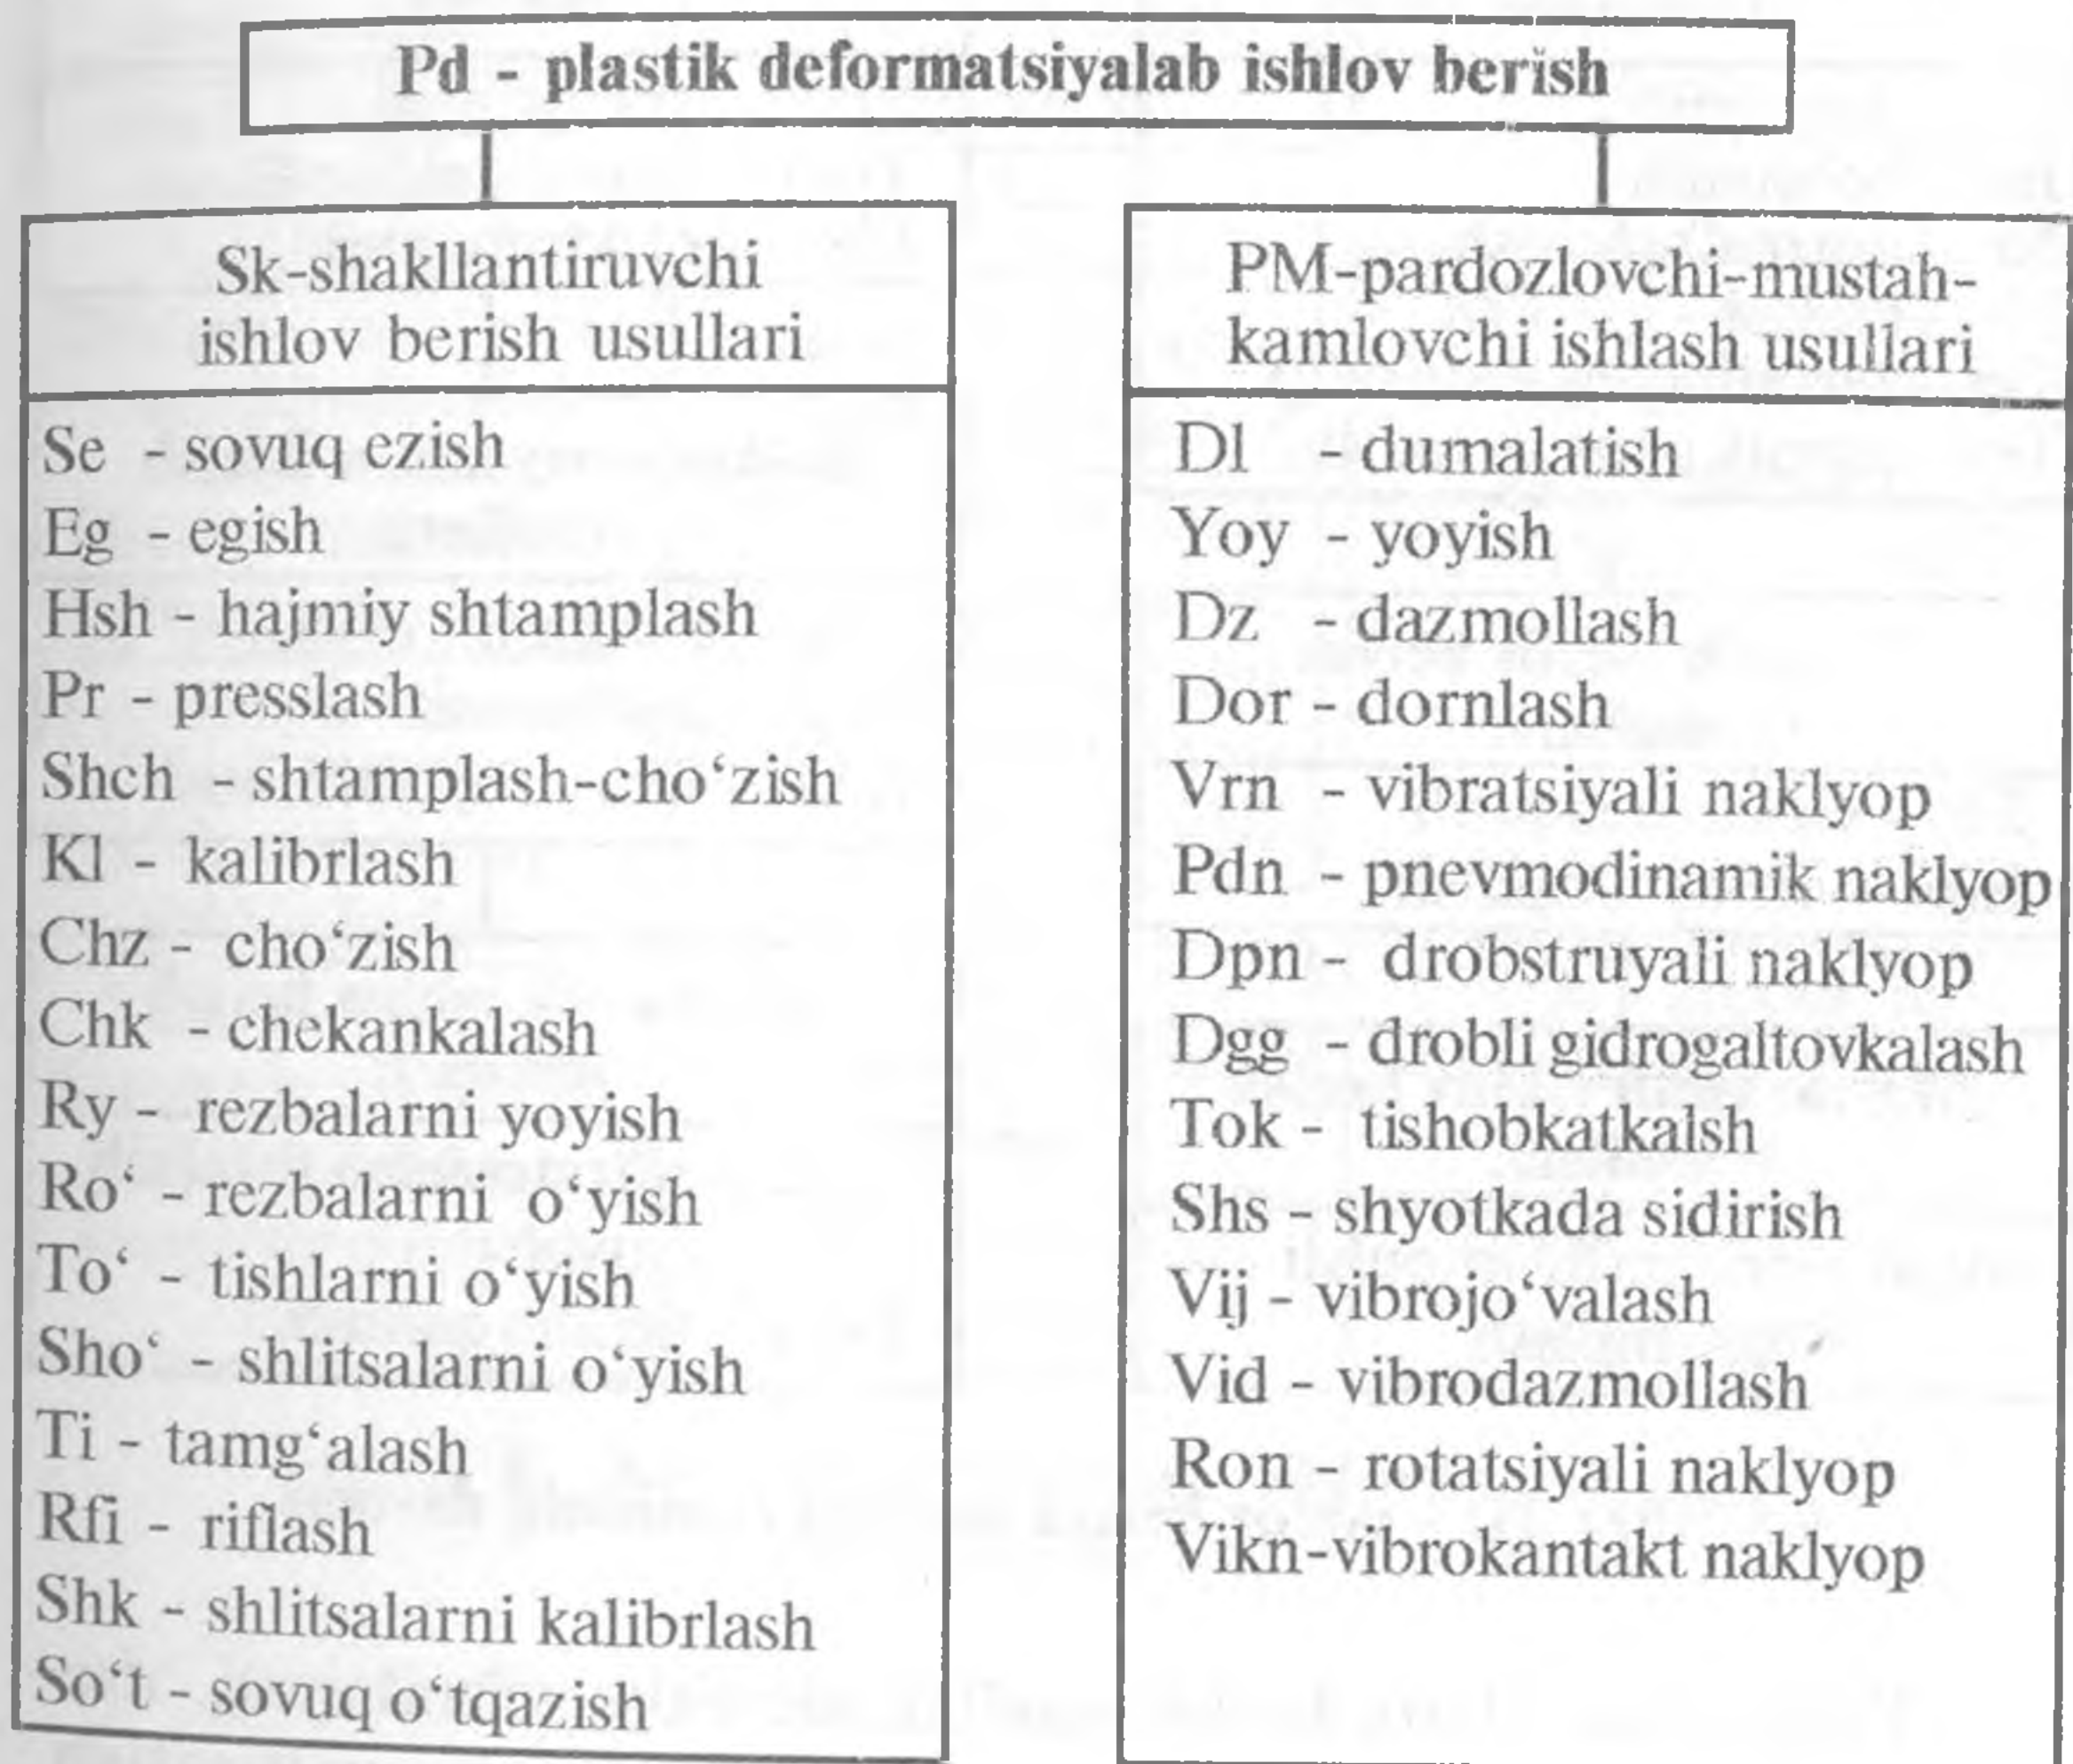 Pd - plastik deformatsiyalab ishlov berish
Sk-shakllantiruvchi
ishlov berish usullari
Se - sovuq ezish
Eg - egish
Hsh - hajmiy shtamplash
Pr - presslash
Shch - shtamplash-cho‘zish
Kl - kalibrlash
Chz - cho‘zish
Chk - chekankalash
Ry - rezbalarni yoyish
Ro‘ - rezbalarni o‘yish
To‘ - tishlarni o‘yish
Sho‘ - shlitsalarni o‘yish
Ti - tamg‘alash
Rfi - riflash
Shk - shlitsalarni kalibrlash
So‘t - sovuq o‘tqazish
PM-pardozlovchi-mustah-
kamlovchi ishlash usullari
Dl - dumalatish
Yoy - yoyish
Dz - dazmollash
Dor - dornlash
Vrn - vibratsiyali naklyop
Pdn - pnevmodinamik naklyop
Dpn - drobstruyali naklyop
Dgg - drobli gidrogaltovkalash
Tok - tishobkatkalsh
Shs - shyotkada sidirish
Vij - vibrojo‘valash
Vid - vibrodazmollash
Ron - rotatsiyali naklyop
Vikn-vibrokantakt naklyop